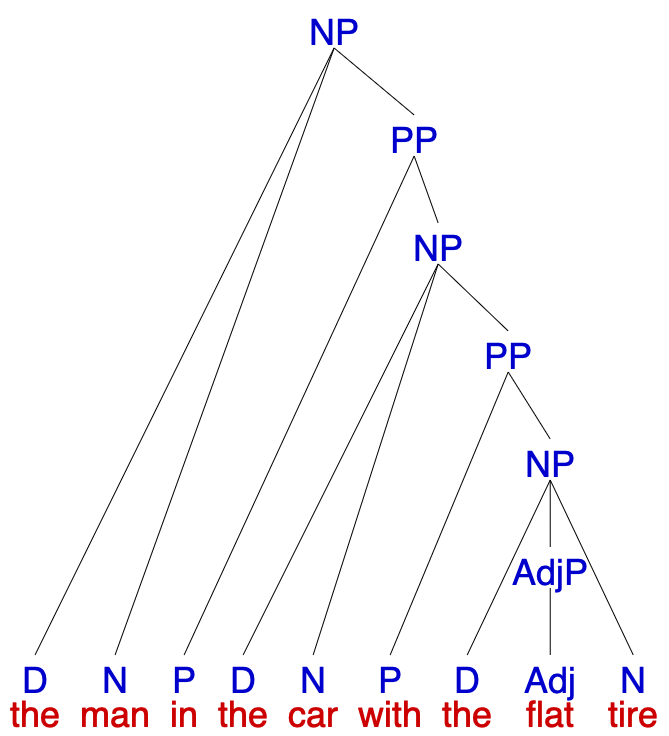 NP
PP
NP
PP
NP
AdjP
D N P D N P D Adj N
the man in the car with the flat tire